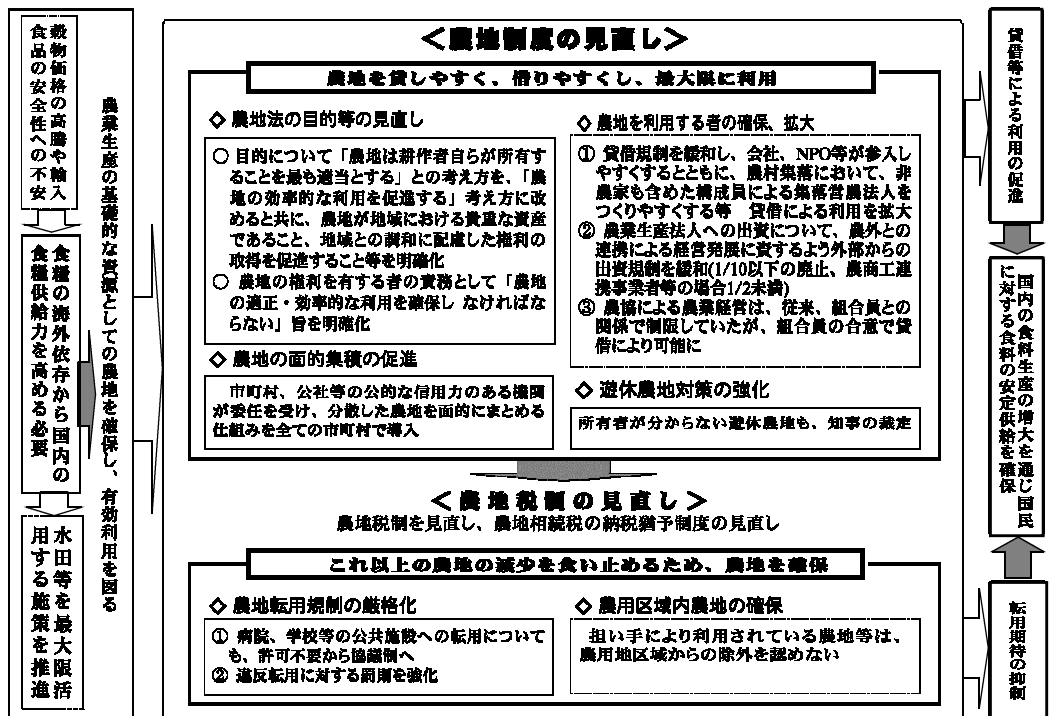 穀物価格の高騰や輸入
食品の安全性への不安
食糧の海外依存から国内の
食糧供給力を高める必要
水田等を最大限活
用する施策を推進
農業生産の基礎的な資源としての農地を確保し、有効利用を図る
＜農地制度の見直し＞
農地を貸しやすく、借りやすくし、最大限に利用
◇ 農地法の目的等の見直し
○ 目的について「農地は耕作者自らが所有す
ることを最も適当とする」との考え方を、「農
地の効率的な利用を促進する」考え方に改
めると共に、農地が地域における貴重な資産
であること、地域との調和に配慮した権利の
取得を促進すること等を明確化
○ 農地の権利を有する者の責務として「農地
の適正・効率的な利用を確保し なければな
らない」旨を明確化
◇ 農地の面的集積の促進
市町村、公社等の公的な信用力のある機関
が委任を受け、分散した農地を面的にまとめる
仕組みを全ての市町村で導入
◇ 農地を利用する者の確保、拡大
① 貸借規制を緩和し、会社、NPO等が参入し
やすくするとともに、農村集落において、非
農家も含めた構成員による集落営農法人を
つくりやすくする等 貸借による利用を拡大
② 農業生産法人への出資について、農外との
連携による経営発展に資するよう外部からの
出資規制を緩和(1/10以下の廃止、農商工連
携事業者等の場合1/2未満)
③ 農協による農業経営は、従来、組合員との
関係で制限していたが、組合員の合意で貸
借により可能に
◇ 遊休農地対策の強化
所有者が分からない遊休農地も、知事の裁定
＜農地税制の見直し＞
農地税制を見直し、農地相続税の納税猶予制度の見直し
これ以上の農地の減少を食い止めるため、農地を確保
◇ 農地転用規制の厳格化
① 病院、学校等の公共施設への転用について
も、許可不要から協議制へ
② 違反転用に対する罰則を強化
◇ 農用区域内農地の確保
担い手により利用されている農地等は、
農用地区域からの除外を認めない
貸借等による利用の促進
国内の食料生産の増大を通じ国民
に対する食料の安定供給を確保
転用期待の抑制